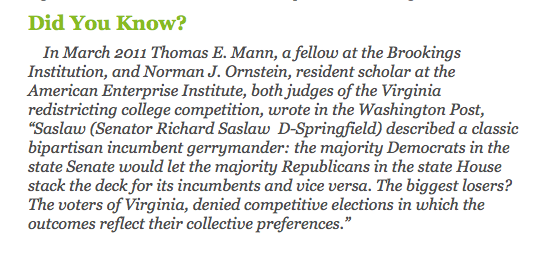 Did You Know?
In March 2011 Thomas E. Mann, a fellow at the Brookings
Institution, and Norman J. Ornstein, resident scholar at the
American Enterprise Institute, both judges of the Virginia
redistricting college competition, wrote in the Washington Post,
“Saslaw (Senator Richard Saslaw  D-Springfield) described a classic
bipartisan incumbent gerrymander: the majority Democrats in the
state Senate would let the majority Republicans in the state House
stack the deck for its incumbents and vice versa. The biggest losers?
The voters of Virginia, denied competitive elections in which the
outcomes reflect their collective preferences.”